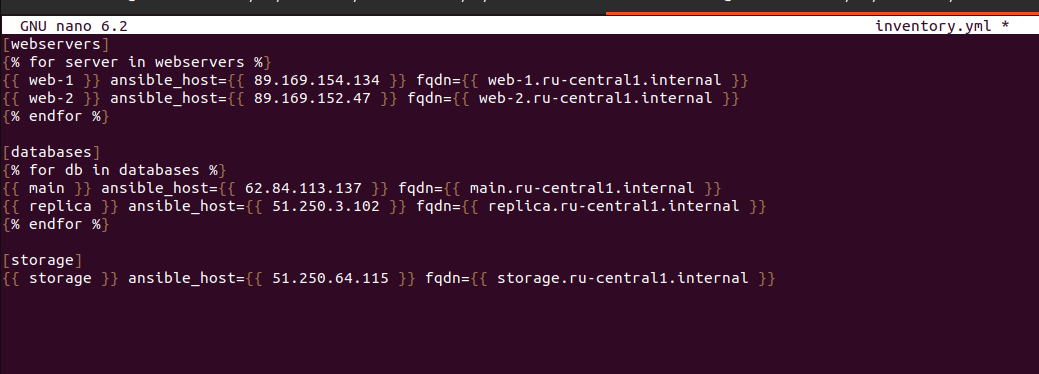 GNU nano 6.2 inventory.yml *
[webservers]
{% for server in webservers %}
{{ web-1 }} ansible_host={{ 89.169.154.134 }} fqdn={{ web-1.ru-central1.internal }}
{{ web-2 }} ansible_host={{ 89.169.152.47 }} fqdn={{ web-2.ru-central1.internal }}
{% endfor %}
[databases]
{% for db in databases %}
{{ main }} ansible_host={{ 62.84.113.137 }} fqdn={{ main.ru-central1.internal }}
{{ replica }} ansible_host={{ 51.250.3.102 }} fqdn={{ replica.ru-central1.internal }}
{% endfor %}
[storage]
{{ storage }} ansible_host={{ 51.250.64.115 }} fqdn={{ storage.ru-central1.internal }}